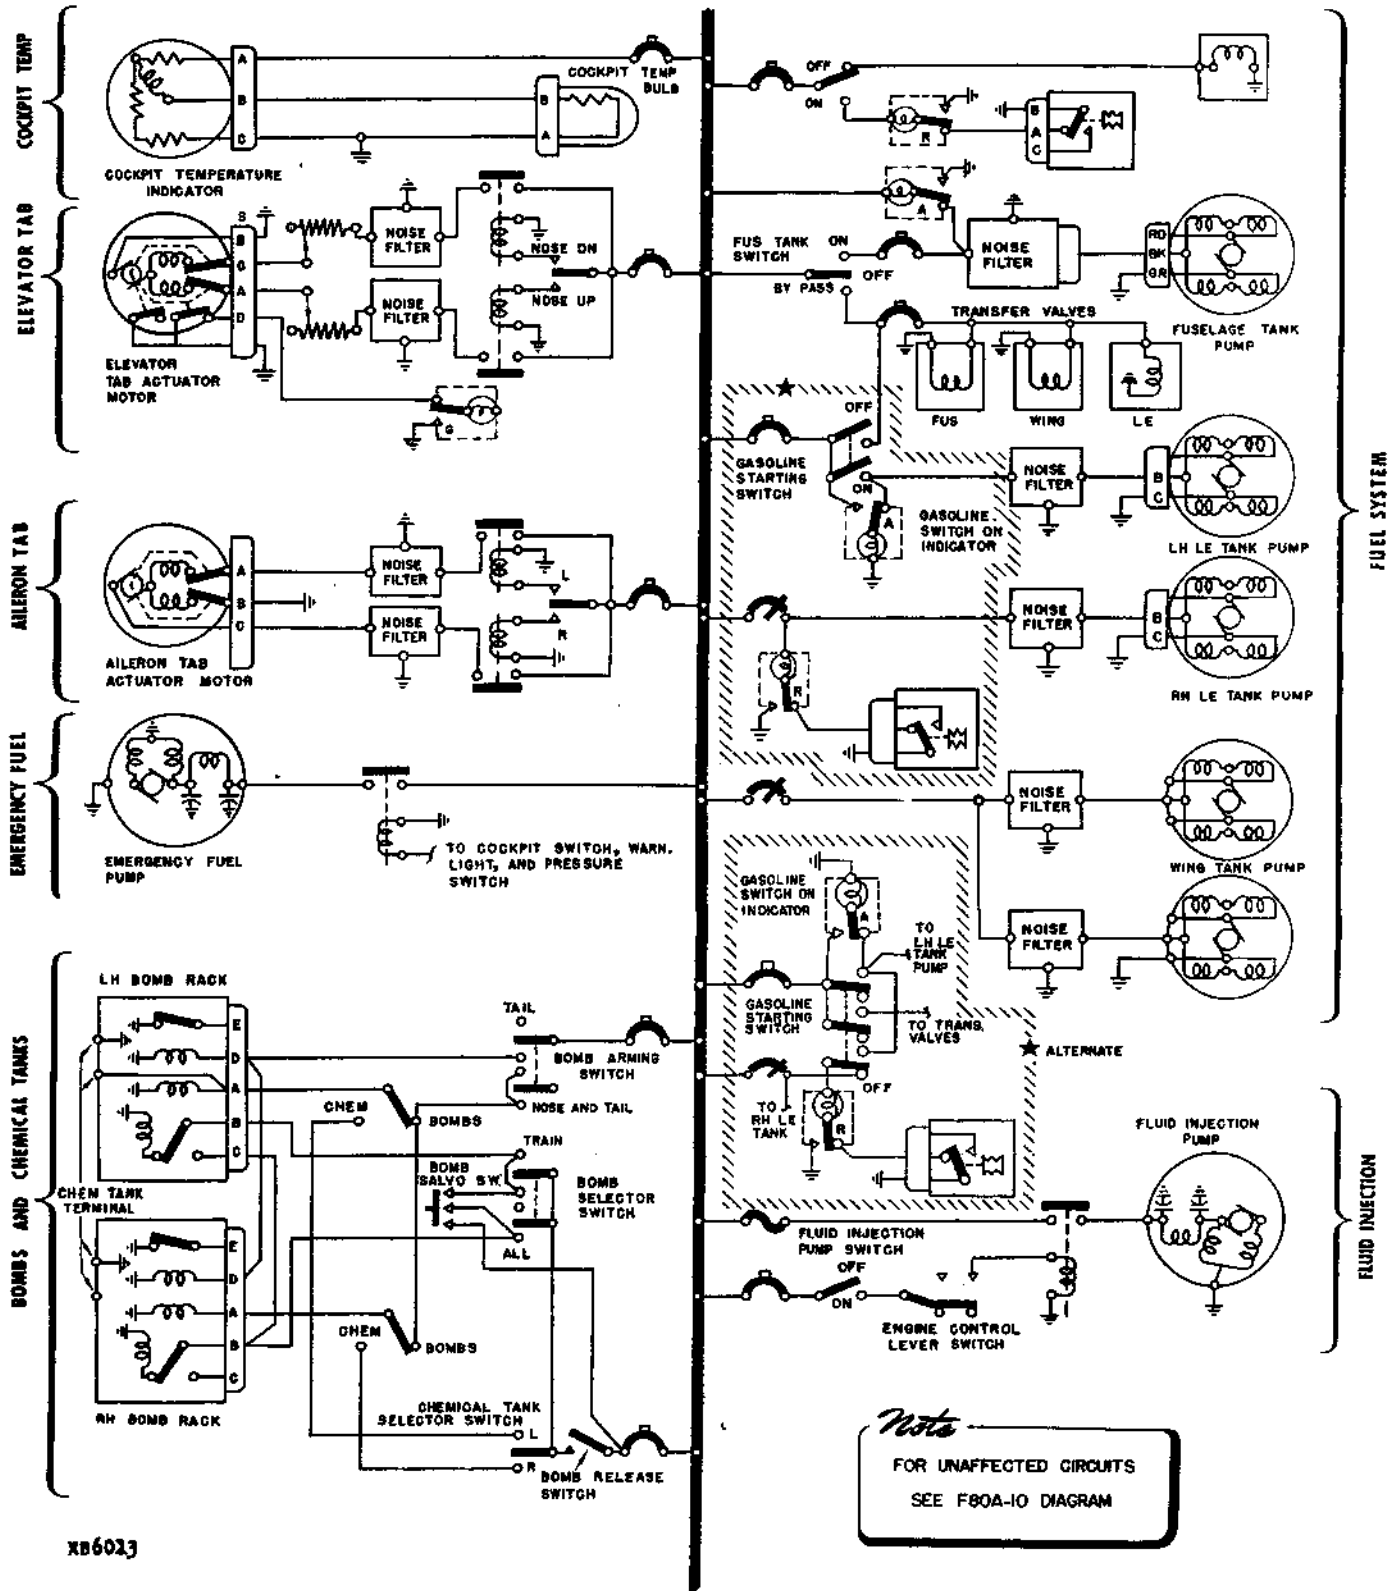 COCKPIT TEMP
A
B
C
COCKPIT TEMPERATURE
INDICATOR
COCKPIT TEMP
BULB
B
A
ELEVATOR TAB
S
B
C
A
D
ELEVATOR
TAB ACTUATOR
MOTOR
NOISE
FILTER
NOISE
FILTER
NOSE DN
NOSE UP
G
AILERON TAB
A
B
C
AILERON TAB
ACTUATOR MOTOR
NOISE
FILTER
NOISE
FILTER
L
R
EMERGENCY FUEL
EMERGENCY FUEL
PUMP
TO COCKPIT SWITCH, WARN.
LIGHT, AND PRESSURE
SWITCH
BOMBS AND CHEMICAL TANKS
LH BOMB RACK
E
D
A
B
C
CHEM TANK
TERMINAL
E
D
A
B
C
RH BOMB RACK
TAIL
BOMB ARMING
SWITCH
NOSE AND TAIL
CHEM
BOMBS
TRAIN
BOMB
SALVO SW.
BOMB
SELECTOR
SWITCH
ALL
CHEM
BOMBS
CHEMICAL TANK
SELECTOR SWITCH
L
R
BOMB RELEASE
SWITCH
XB6023
OFF
ON
R
B
A
C
A
FUS TANK
SWITCH
ON
OFF
BY PASS
NOISE
FILTER
RD
BK
GR
FUSELAGE TANK
PUMP
TRANSFER VALVES
FUS
WING
LE
★
OFF
GASOLINE
STARTING
SWITCH
ON
A
GASOLINE
SWITCH ON
INDICATOR
NOISE
FILTER
B
C
LH LE TANK PUMP
NOISE
FILTER
B
C
RH LE TANK PUMP
R
NOISE
FILTER
WING TANK PUMP
NOISE
FILTER
GASOLINE
SWITCH ON
INDICATOR
A
TO
LH LE
TANK
PUMP
GASOLINE
STARTING
SWITCH
TO TRANS.
VALVES
★ ALTERNATE
OFF
TO
RH LE
TANK
R
FUEL SYSTEM
FLUID INJECTION
PUMP
FLUID INJECTION
PUMP SWITCH
OFF
ON
ENGINE CONTROL
LEVER SWITCH
FLUID INJECTION
Note
FOR UNAFFECTED CIRCUITS
SEE F80A-10 DIAGRAM